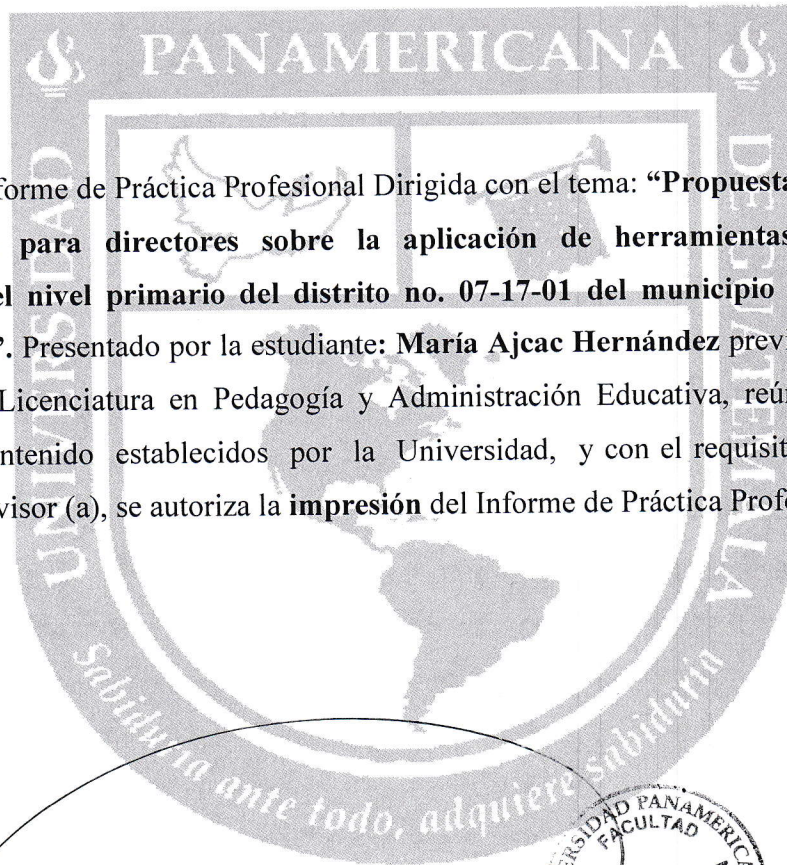 PANAMERICANA
UNIVERSIDAD
DE GUATEMALA
forme de Práctica Profesional Dirigida con el tema: “Propuesta
para directores sobre la aplicación de herramientas
el nivel primario del distrito no. 07-17-01 del municipio
”. Presentado por la estudiante: María Ajcac Hernández previ
Licenciatura en Pedagogía y Administración Educativa, reú
ntenido establecidos por la Universidad, y con el requisit
visor (a), se autoriza la impresión del Informe de Práctica Profe
Sabiduría ante todo, adquiere sabiduría
FACULTAD